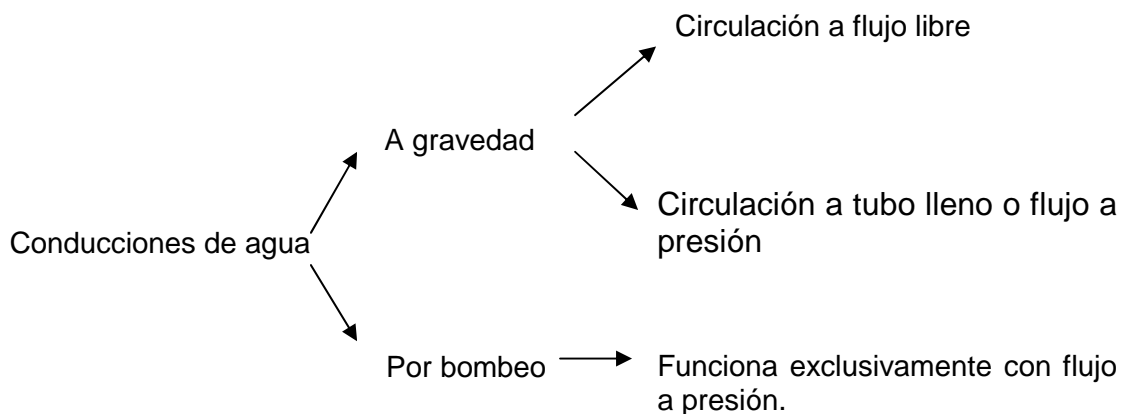 Circulación a flujo libre
A gravedad
Circulación a tubo lleno o flujo a
presión
Conducciones de agua
Por bombeo
Funciona exclusivamente con flujo
a presión.